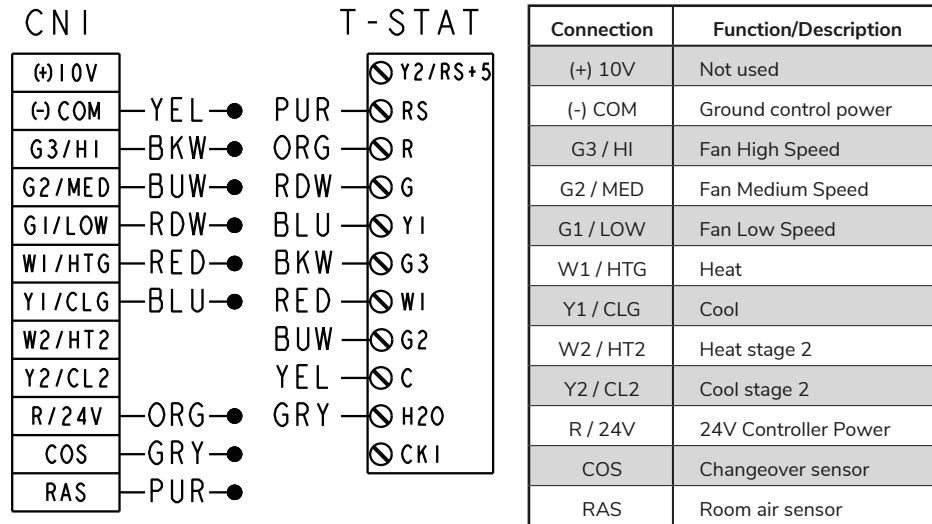 CNI
(+)10V
(-) COM YEL
G3/HI BKW
G2/MED BUW
G1/LOW RDW
W1/HTG RED
Y1/CLG BLU
W2/HT2
Y2/CL2
R/24V ORG
COS GRY
RAS PUR
T-STAT
Y2/RS+5
PUR RS
ORG R
RDW G
BLU Y1
BKW G3
RED W1
BUW G2
YEL C
GRY H2O
CK1
Connection Function/Description
(+) 10V Not used
(-) COM Ground control power
G3 / HI Fan High Speed
G2 / MED Fan Medium Speed
G1 / LOW Fan Low Speed
W1 / HTG Heat
Y1 / CLG Cool
W2 / HT2 Heat stage 2
Y2 / CL2 Cool stage 2
R / 24V 24V Controller Power
COS Changeover sensor
RAS Room air sensor